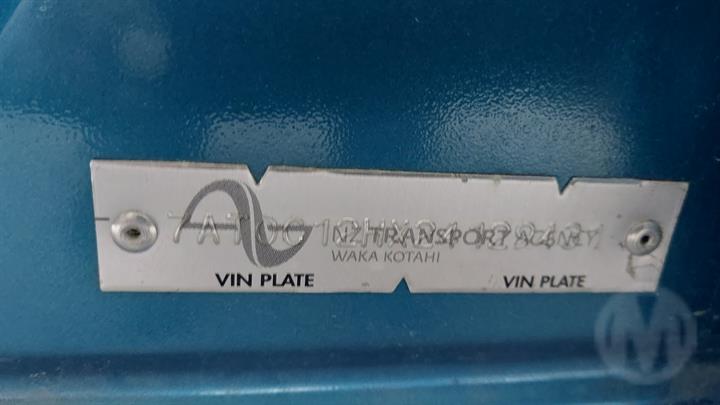 NZ TRANSPORT AGENCY
WAKA KOTAHI
VIN PLATE
VIN PLATE
M